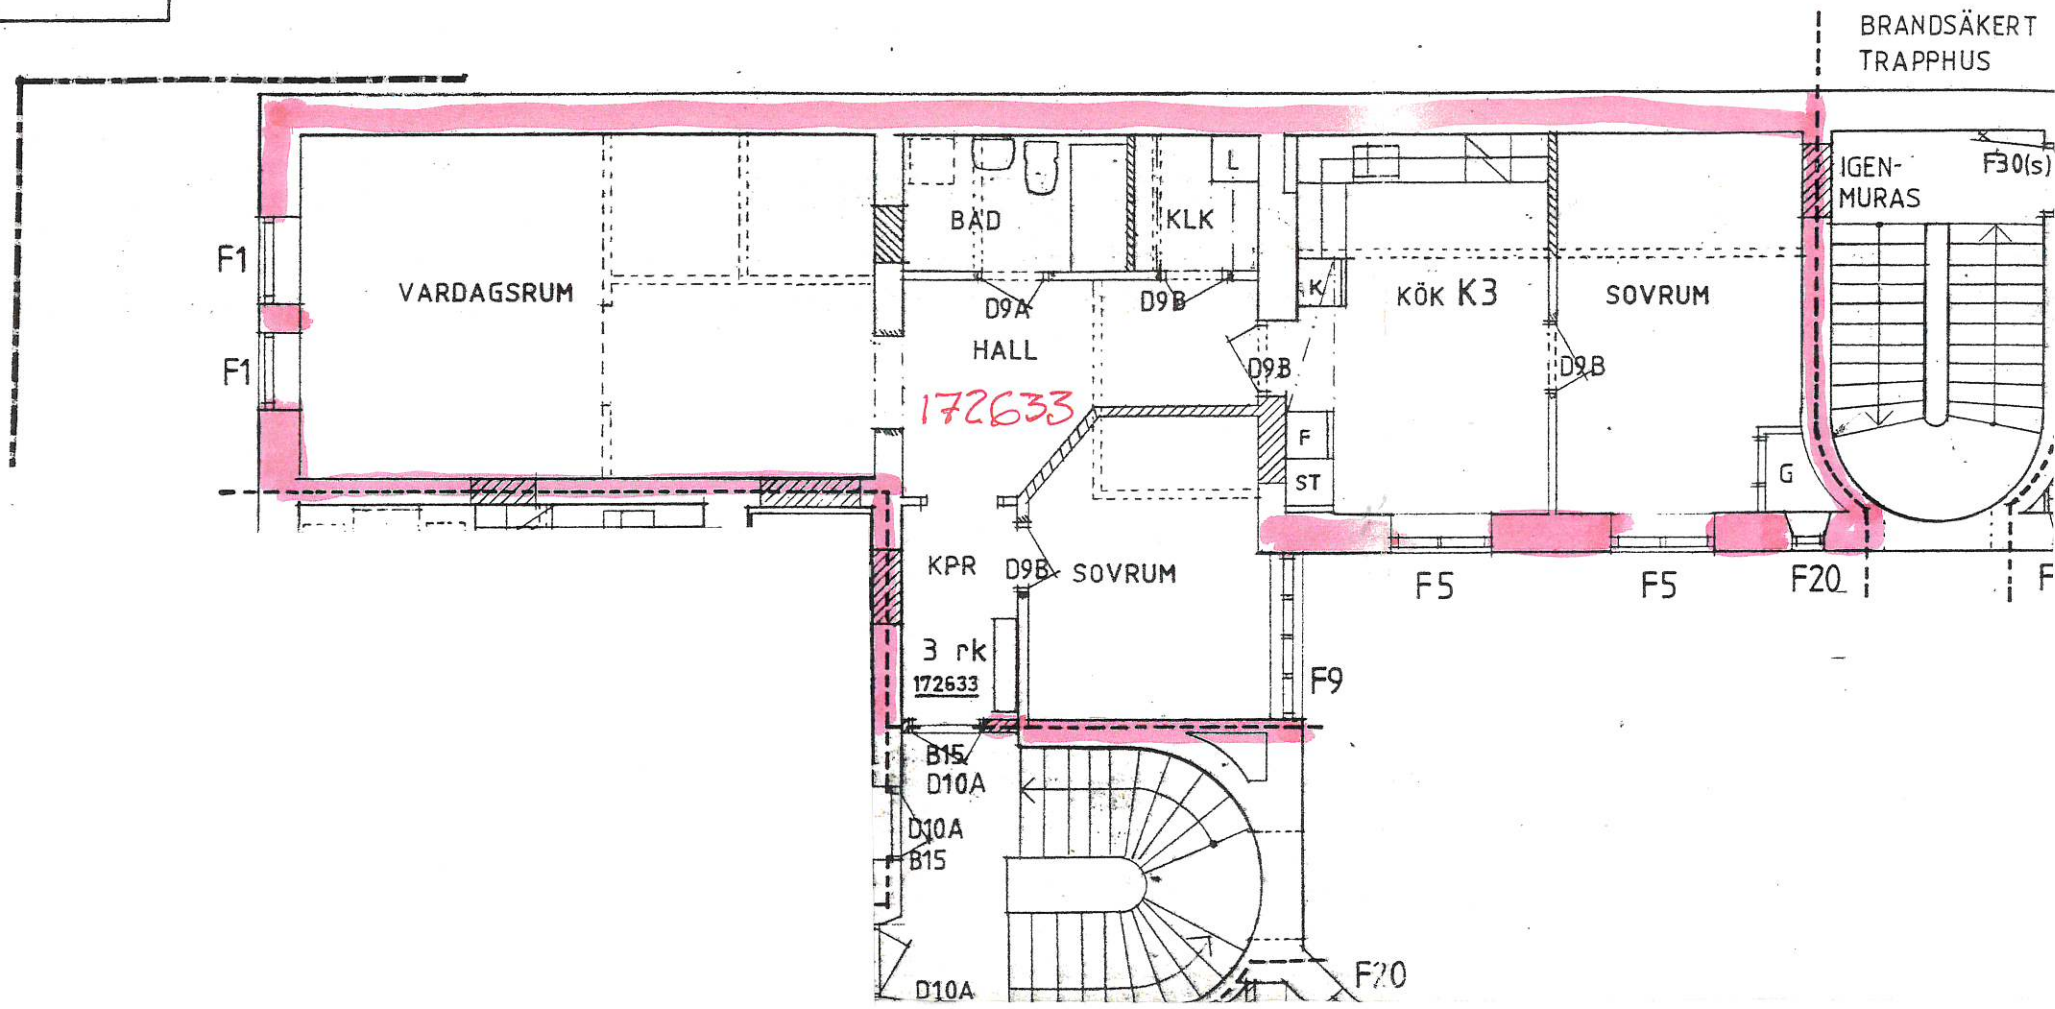 BRANDSÄKERT
TRAPPHUS
IGEN-
MURAS
F30(s)
L
BAD
KLK
F1
VARDAGSRUM
K
KÖK K3
SOVRUM
D9A
D9B
HALL
F1
D9B
D9B
172633
F
ST
G
KPR
D9B
SOVRUM
F5
F5
F20
F
3 rk
172633
F9
B15
D10A
D10A
B15
F20
D10A